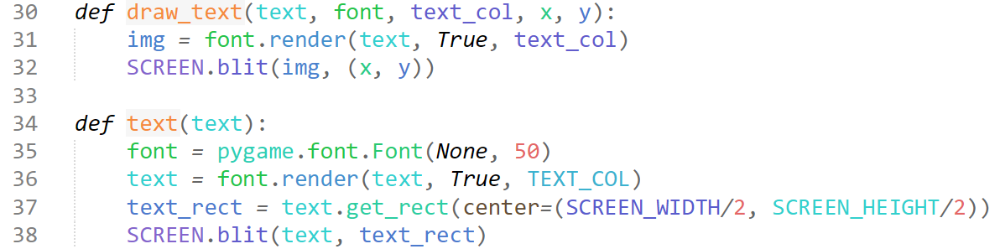 30 def draw_text(text, font, text_col, x, y):
31     img = font.render(text, True, text_col)
32     SCREEN.blit(img, (x, y))
33
34 def text(text):
35     font = pygame.font.Font(None, 50)
36     text = font.render(text, True, TEXT_COL)
37     text_rect = text.get_rect(center=(SCREEN_WIDTH/2, SCREEN_HEIGHT/2))
38     SCREEN.blit(text, text_rect)